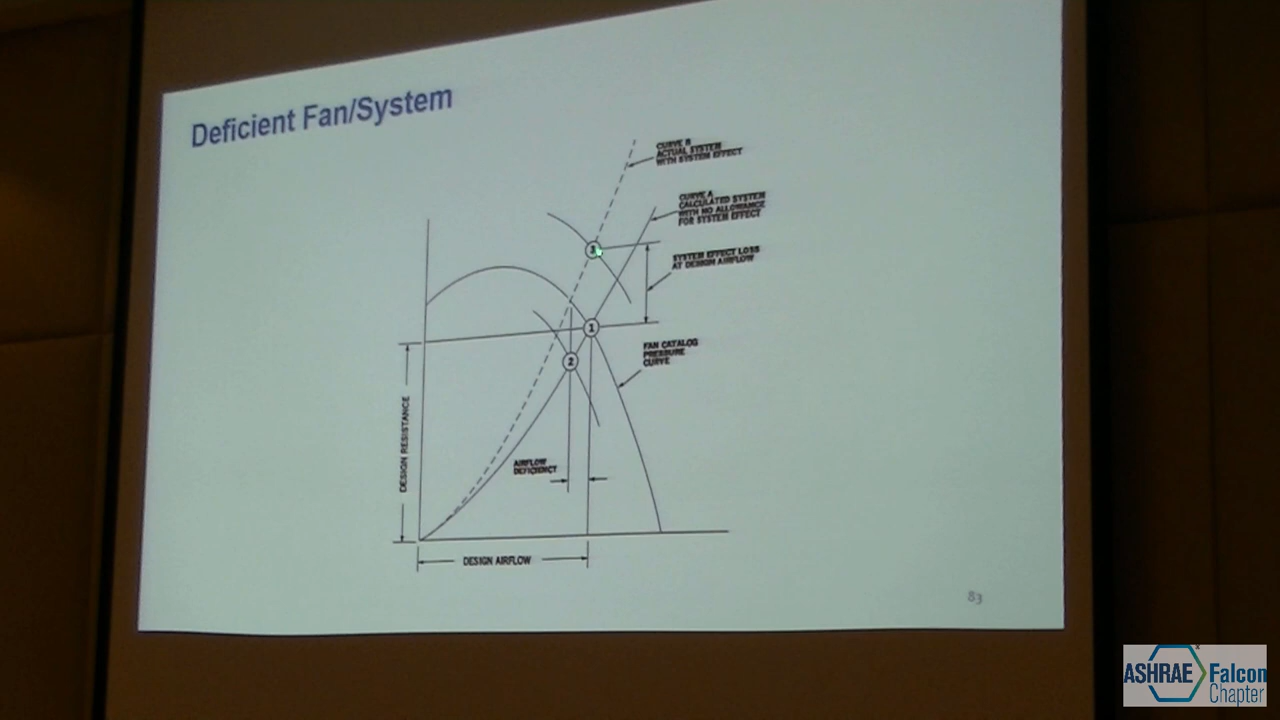 Deficient Fan/System
CURVE B
ACTUAL SYSTEM
WITH SYSTEM EFFECT
CURVE A
CALCULATED SYSTEM
WITH NO ALLOWANCE
FOR SYSTEM EFFECT
SYSTEM EFFECT LOSS
AT DESIGN AIRFLOW
3
1
FAN CATALOG
PRESSURE
CURVE
2
DESIGN RESISTANCE
AIRFLOW
DEFICIENCY
DESIGN AIRFLOW
83
ASHRAE Falcon
Chapter